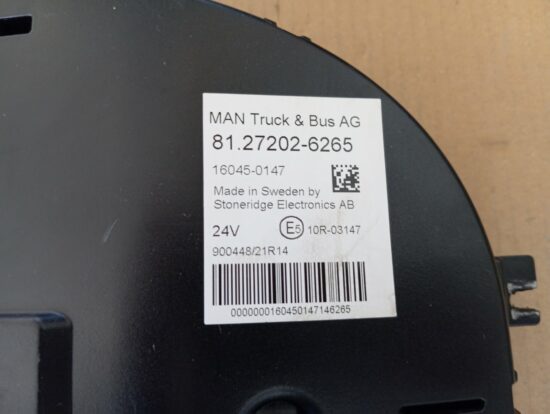 MAN Truck & Bus AG
81.27202-6265
16045-0147
Made in Sweden by
Stoneridge Electronics AB
24V E5 10R-03147
900448/21R14
0000000160450147146265